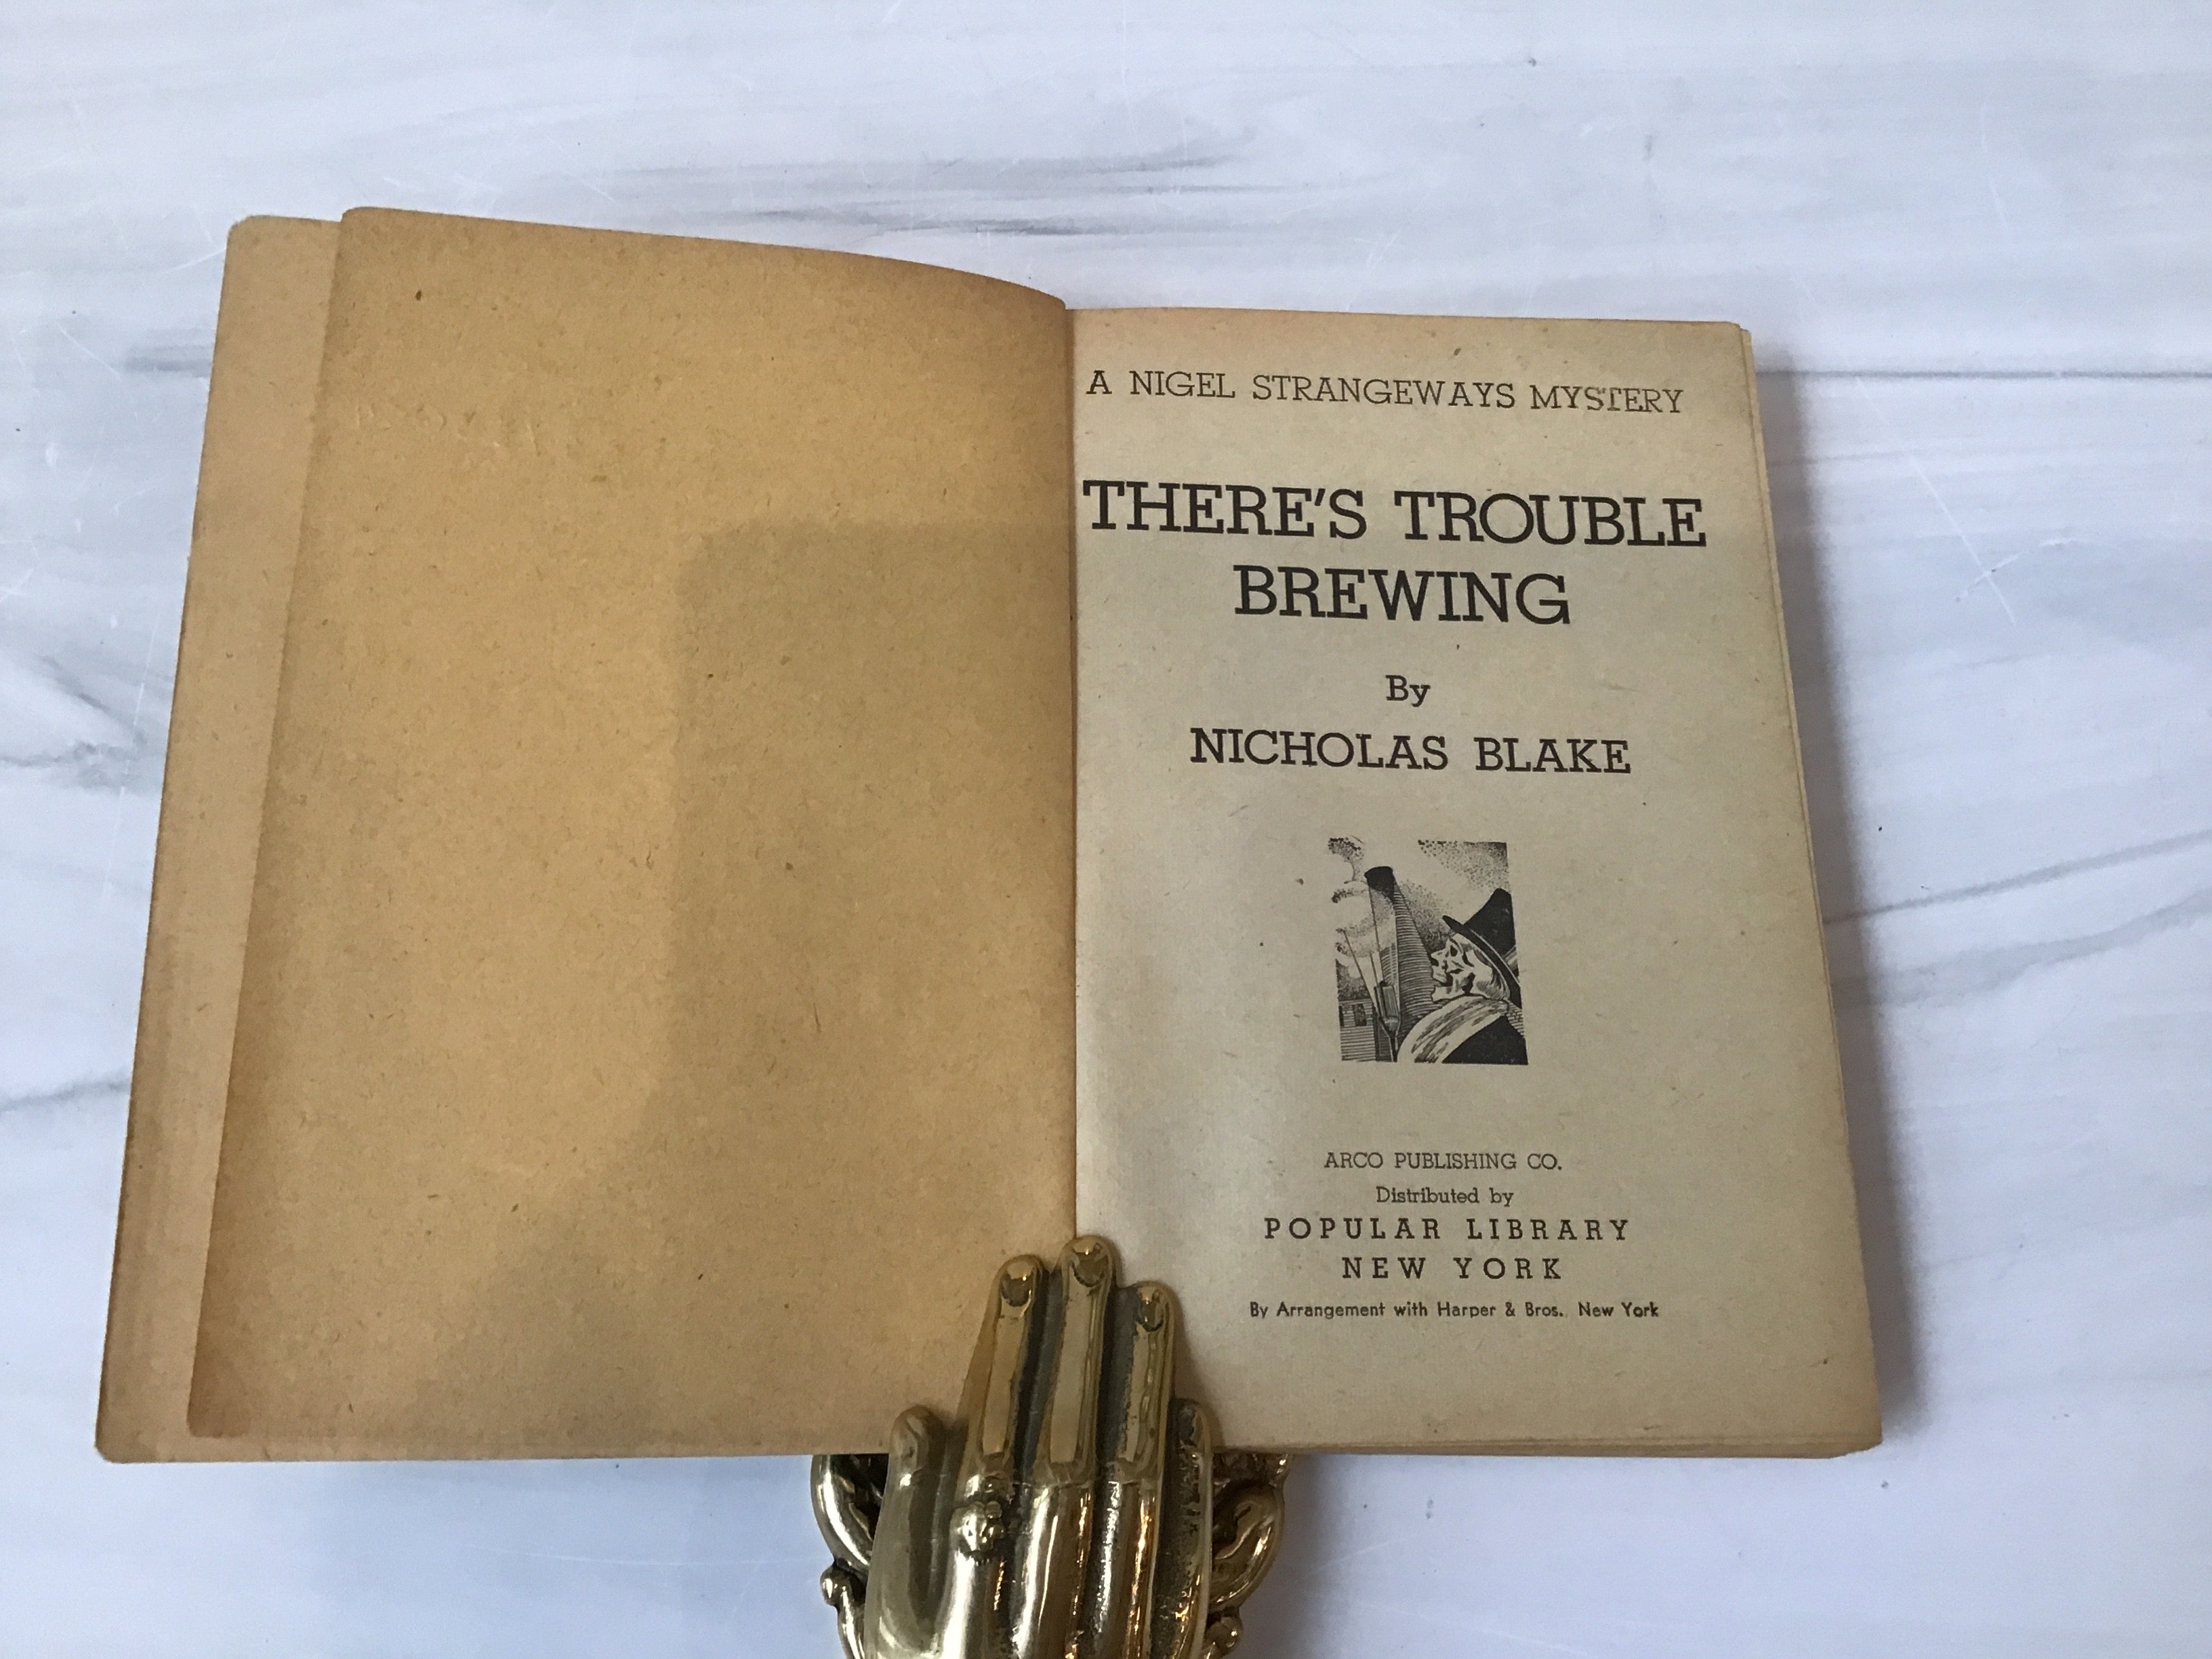 A NIGEL STRANGEWAYS MYSTERY
THERE'S TROUBLE
BREWING
By
NICHOLAS BLAKE
ARCO PUBLISHING CO.
Distributed by
POPULAR LIBRARY
NEW YORK
By Arrangement with Harper & Bros. New York